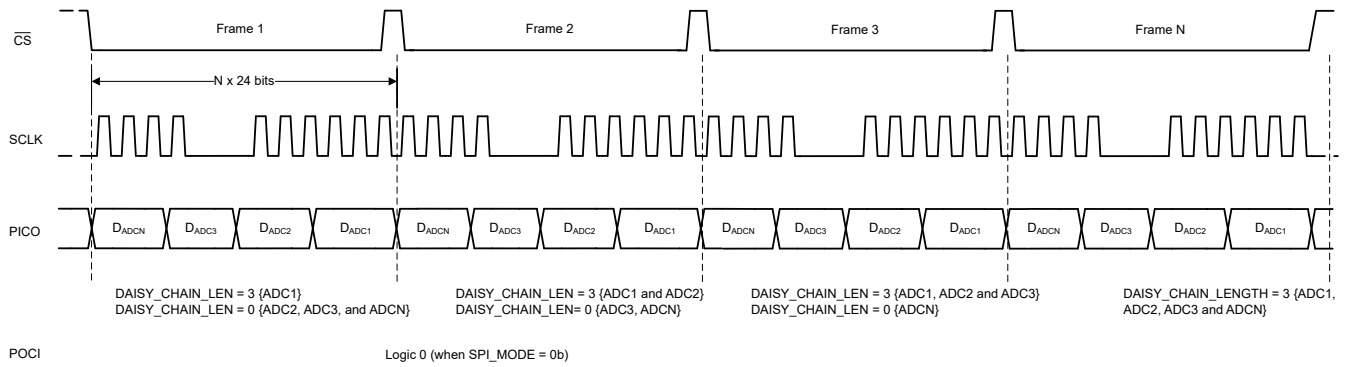 Frame 1 Frame 2 Frame 3 Frame N
CS
N x 24 bits
SCLK
PICO DADCN DADC3 DADC2 DADC1 DADCN DADC3 DADC2 DADC1 DADCN DADC3 DADC2 DADC1 DADCN DADC3 DADC2 DADC1
DAISY_CHAIN_LEN = 3 {ADC1}
DAISY_CHAIN_LEN = 0 {ADC2, ADC3, and ADCN}
DAISY_CHAIN_LEN = 3 {ADC1 and ADC2}
DAISY_CHAIN_LEN= 0 {ADC3, ADCN}
DAISY_CHAIN_LEN = 3 {ADC1, ADC2 and ADC3}
DAISY_CHAIN_LEN = 0 {ADCN}
DAISY_CHAIN_LENGTH = 3 {ADC1,
ADC2, ADC3 and ADCN}
POCI Logic 0 (when SPI_MODE = 0b)